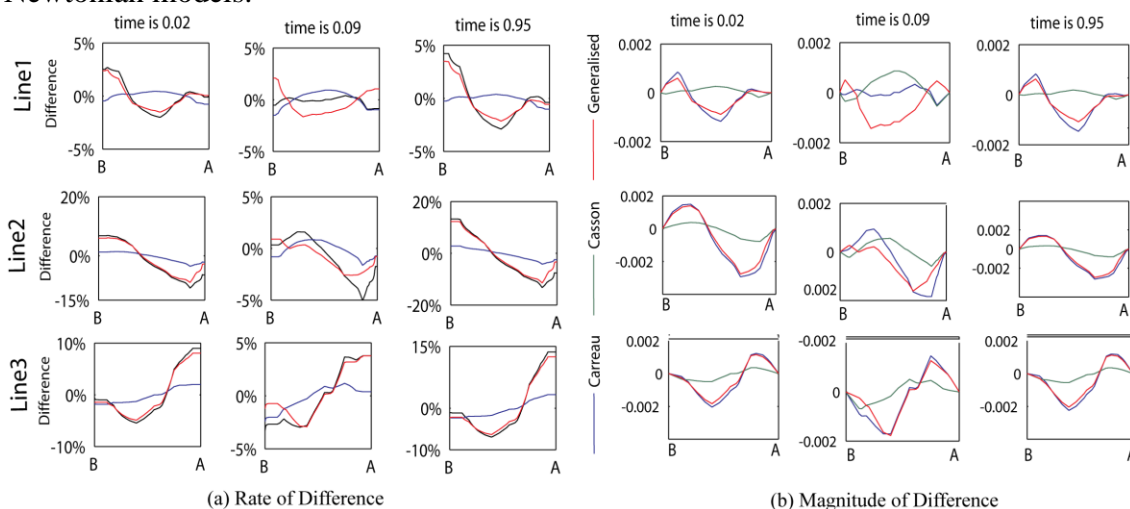 Newtonian models.
time is 0.02 time is 0.09 time is 0.95 time is 0.02 time is 0.09 time is 0.95
Line1
Difference
5%
0%
-5%
B A
5%
0%
-5%
B A
5%
0%
-5%
B A
0.002
0
-0.002
B A
0.002
0
-0.002
B A
0.002
0
-0.002
B A
Generalised
Line2
Difference
20%
0%
-15%
B A
5%
0%
-5%
B A
20%
0%
-20%
B A
0.002
0
-0.002
B A
0.002
0
0.002
B A
0.002
0
-0.002
B A
Casson
Line3
Difference
10%
0%
-10%
B A
5%
0%
-5%
B A
15%
0%
-10%
B A
0.002
0
-0.002
B A
-0.002
0
-0.002
B A
0.002
0
-0.002
B A
Carreau
(a) Rate of Difference
(b) Magnitude of Difference